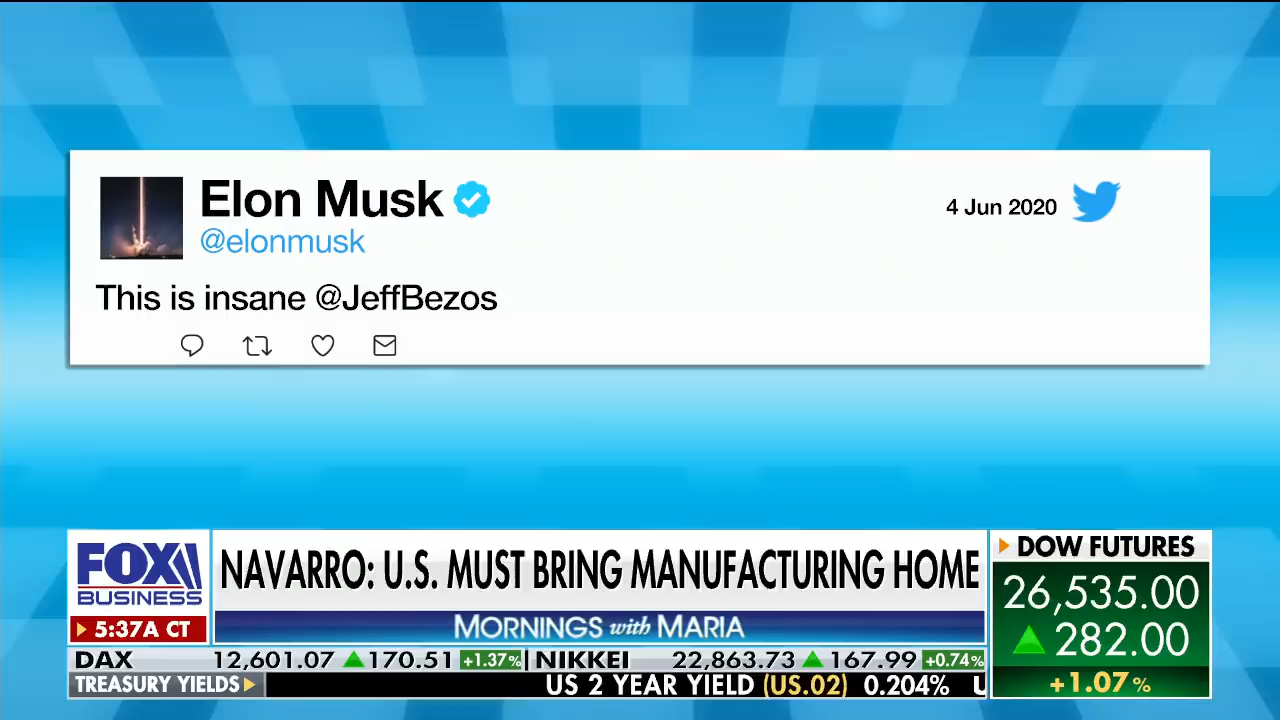 Elon Musk
@elonmusk
4 Jun 2020
This is insane @JeffBezos
FOX
BUSINESS
5:37A CT
NAVARRO: U.S. MUST BRING MANUFACTURING HOME
MORNINGS with MARIA
DOW FUTURES
26,535.00
282.00
+1.07%
DAX 12,601.07 170.51 +1.37% NIKKEI 22,863.73 167.99 +0.74%
TREASURY YIELDS US 2 YEAR YIELD (US.02) 0.204%